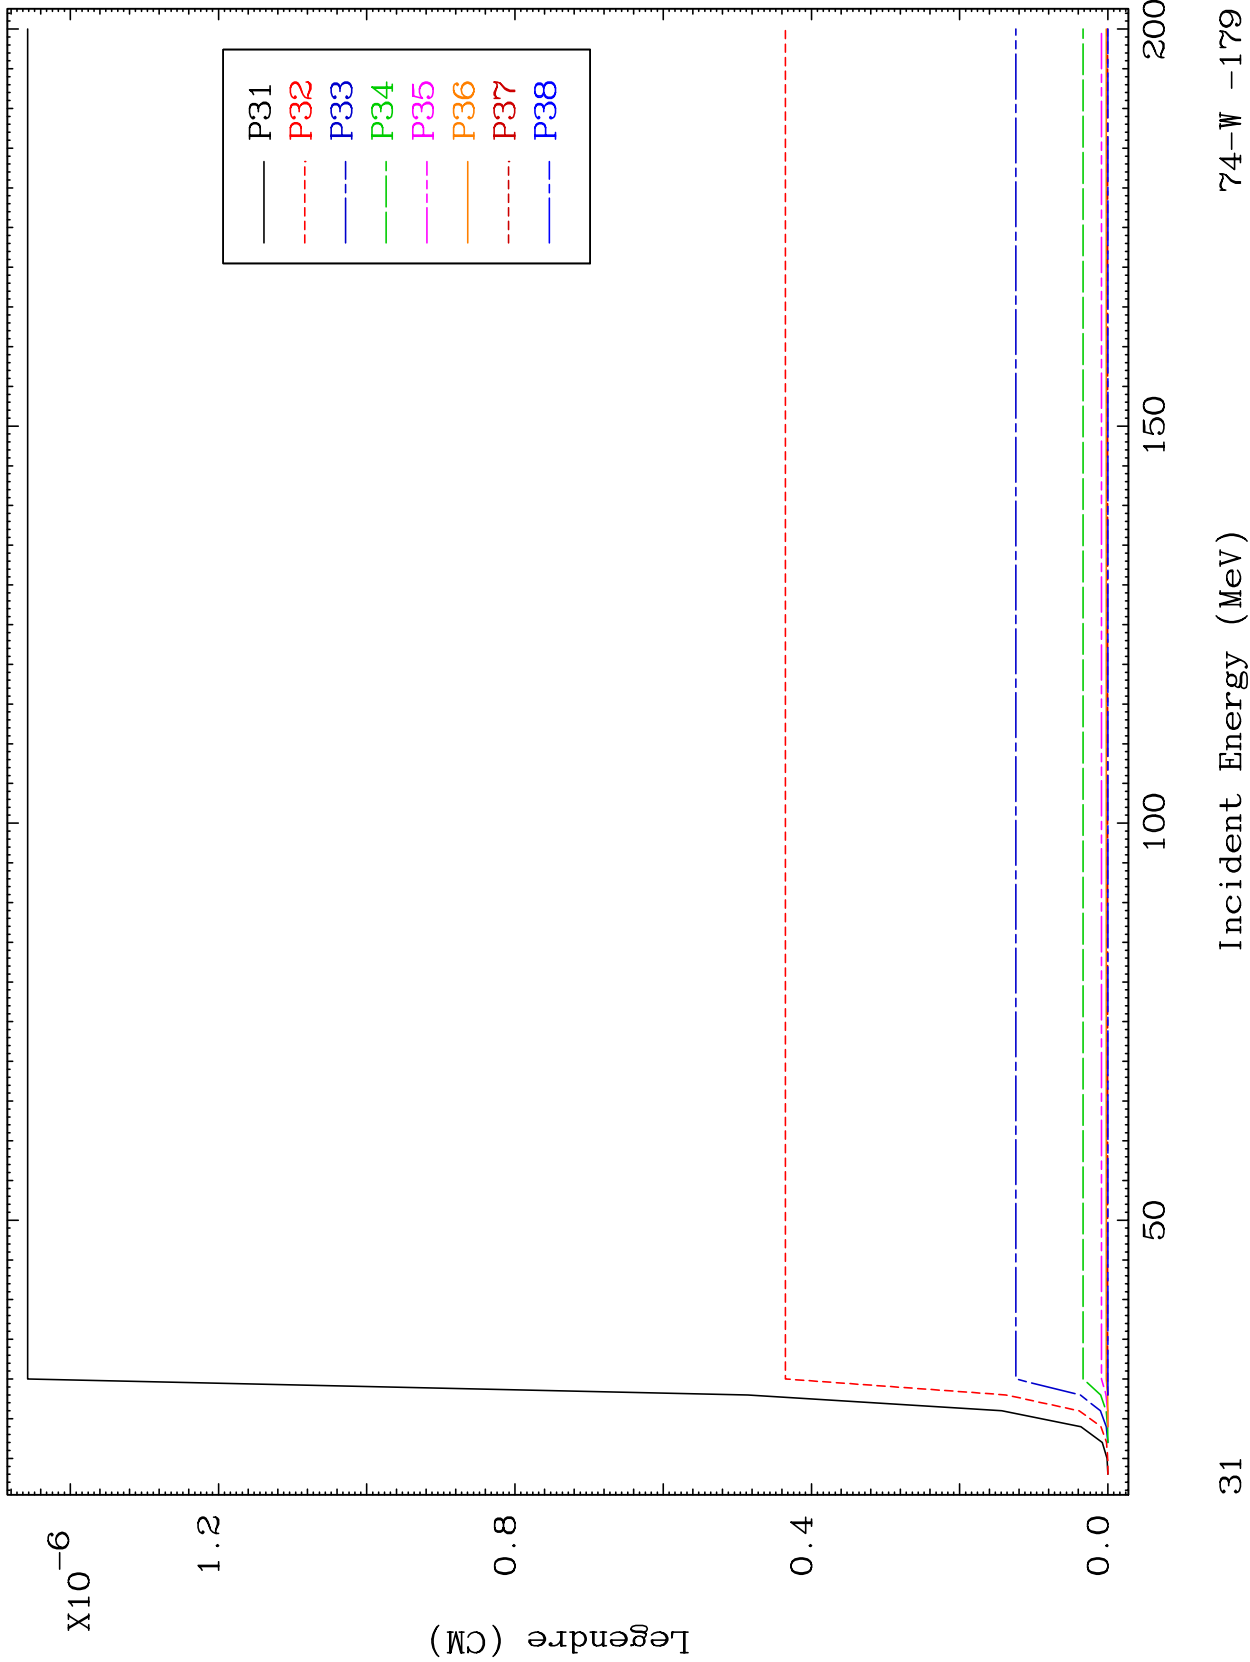 X10-6
1.2
0.8
0.4
0.0
Legendre (CM)
P31
P32
P33
P34
P35
P36
P37
P38
50
100
150
200
31
Incident Energy (MeV)
74-W -179